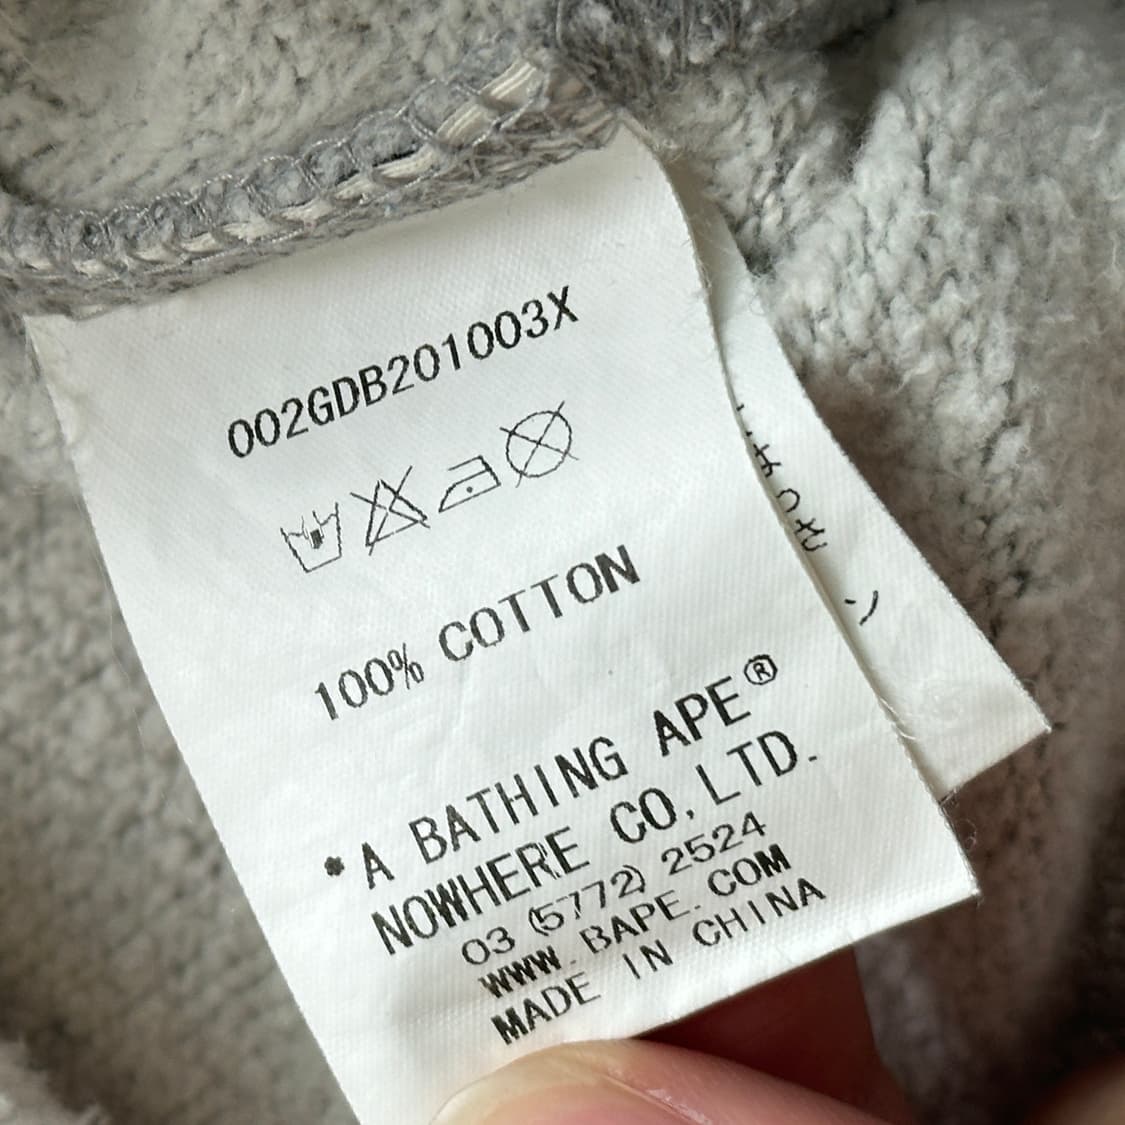 002GDB201003X
100% COTTON
*A BATHING APE®
NOWHERE CO. LTD.
03 (5772) 2524
WWW.BAPE.COM
MADE IN CHINA